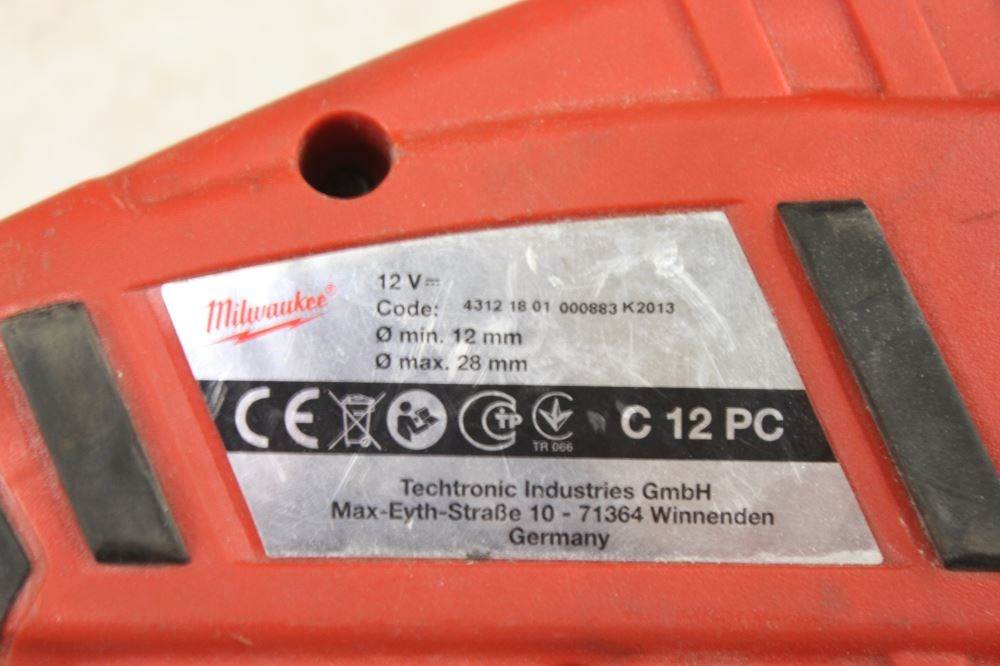 Milwaukee®
12 V⎓
Code: 4312 18 01 000883 K2013
Ø min. 12 mm
Ø max. 28 mm
CE TP TR 066 C 12 PC
Techtronic Industries GmbH
Max-Eyth-Straße 10 - 71364 Winnenden
Germany